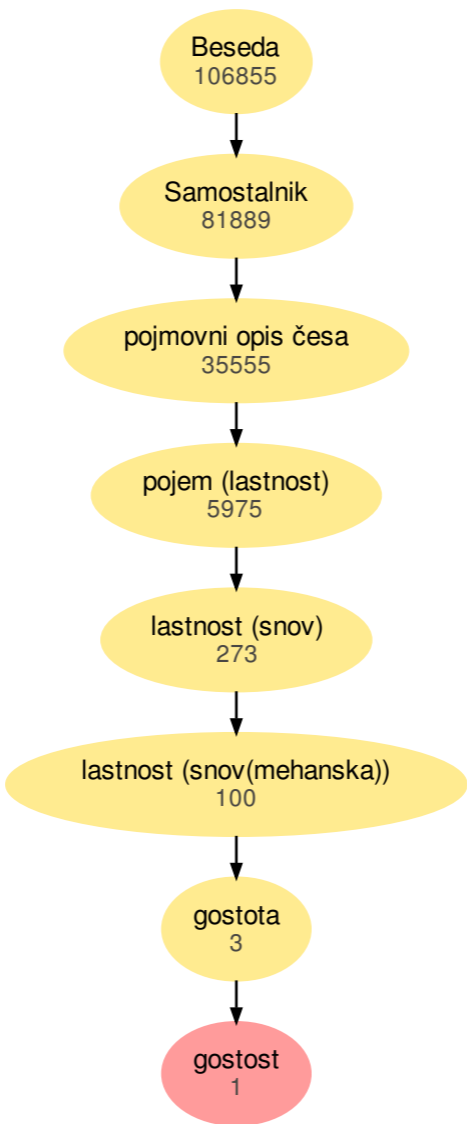 Beseda
106855
Samostalnik
81889
pojmovni opis česa
35555
pojem (lastnost)
5975
lastnost (snov)
273
lastnost (snov(mehanska))
100
gostota
3
gostost
1